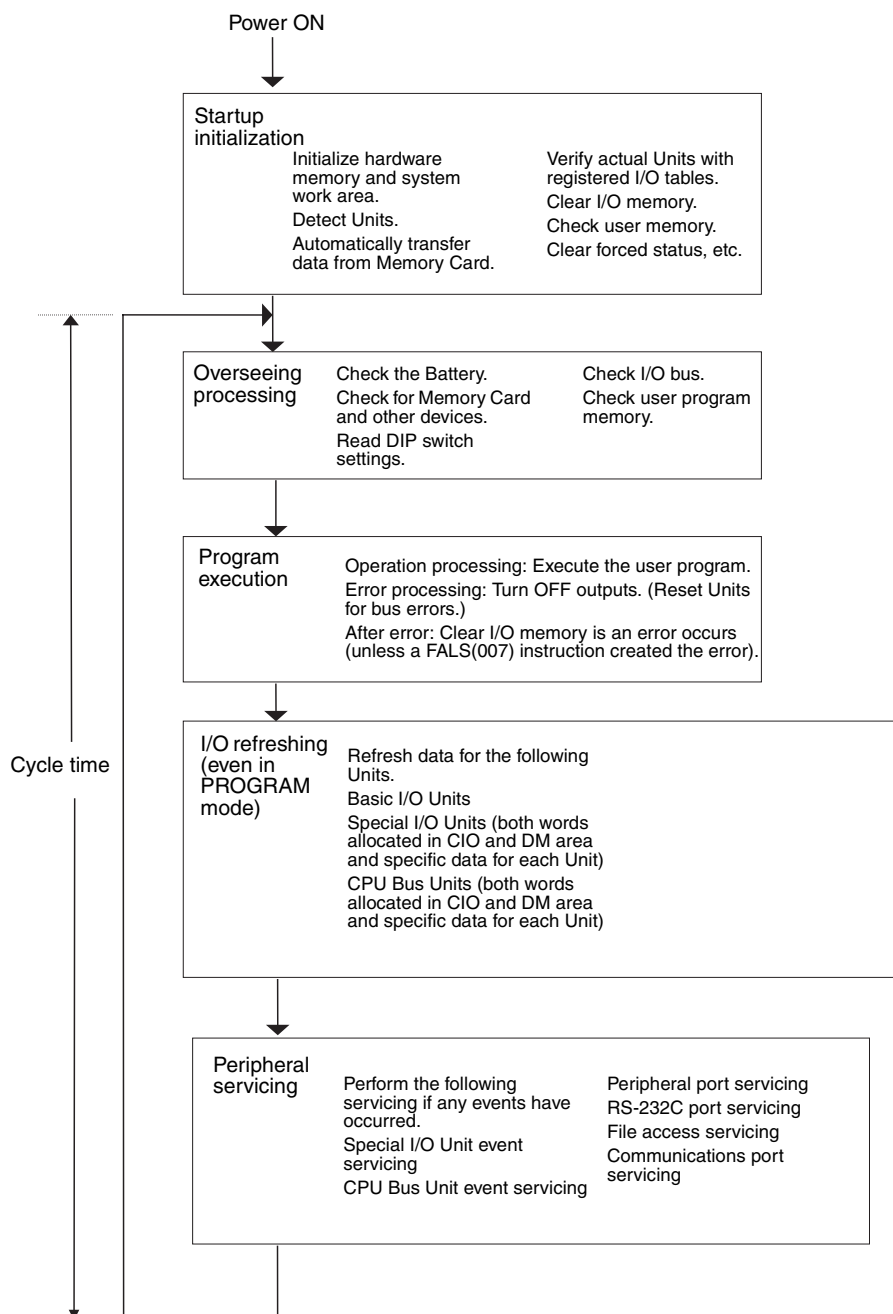 Power ON
Startup
initialization
Initialize hardware
memory and system
work area.
Detect Units.
Automatically transfer
data from Memory Card.
Verify actual Units with
registered I/O tables.
Clear I/O memory.
Check user memory.
Clear forced status, etc.
Overseeing
processing
Check the Battery.
Check for Memory Card
and other devices.
Read DIP switch
settings.
Check I/O bus.
Check user program
memory.
Program
execution
Operation processing: Execute the user program.
Error processing: Turn OFF outputs. (Reset Units
for bus errors.)
After error: Clear I/O memory is an error occurs
(unless a FALS(007) instruction created the error).
Cycle time
I/O refreshing
(even in
PROGRAM
mode)
Refresh data for the following
Units.
Basic I/O Units
Special I/O Units (both words
allocated in CIO and DM area
and specific data for each Unit)
CPU Bus Units (both words
allocated in CIO and DM area
and specific data for each Unit)
Peripheral
servicing
Perform the following
servicing if any events have
occurred.
Special I/O Unit event
servicing
CPU Bus Unit event servicing
Peripheral port servicing
RS-232C port servicing
File access servicing
Communications port
servicing